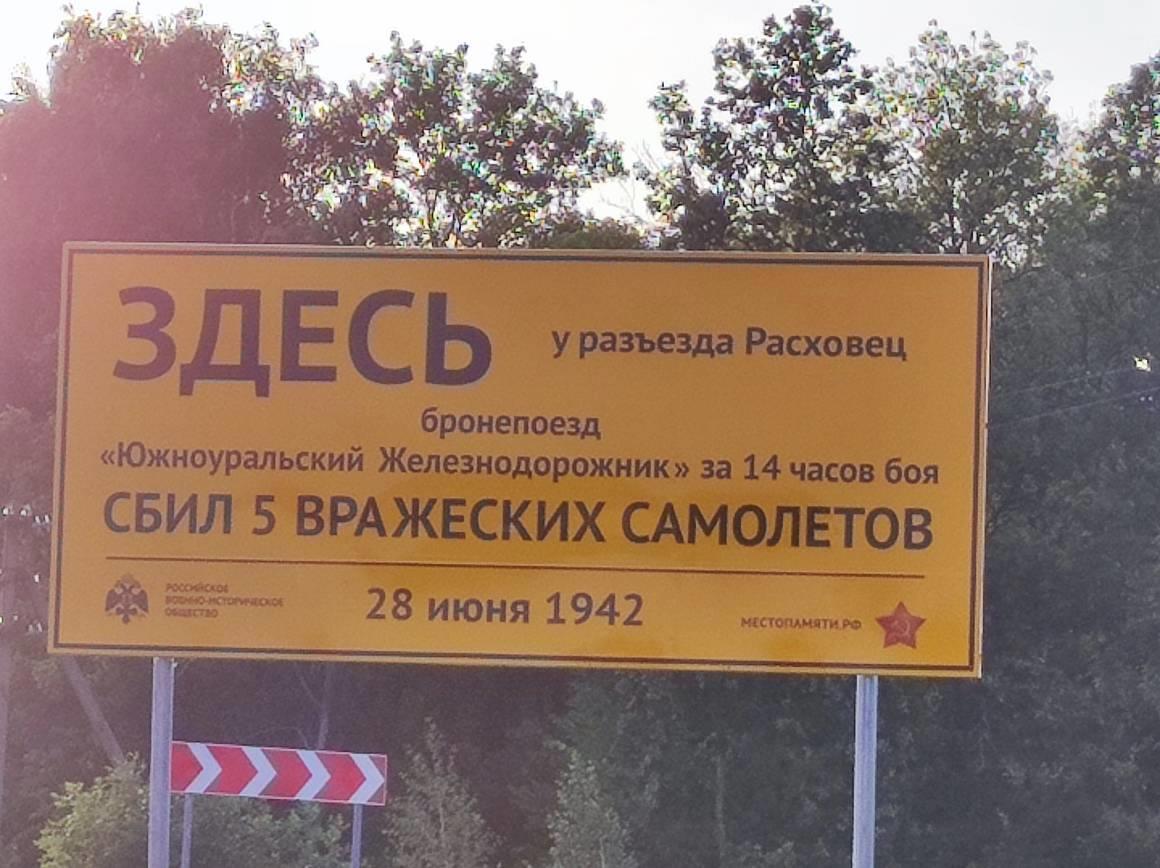 ЗДЕСЬ у разъезда Расховец
бронепоезд
«Южноуральский Железнодорожник» за 14 часов боя
СБИЛ 5 ВРАЖЕСКИХ САМОЛЕТОВ
РОССИЙСКОЕ
ВОЕННО-ИСТОРИЧЕСКОЕ
ОБЩЕСТВО
28 июня 1942
МЕСТОПАМЯТИ.РФ